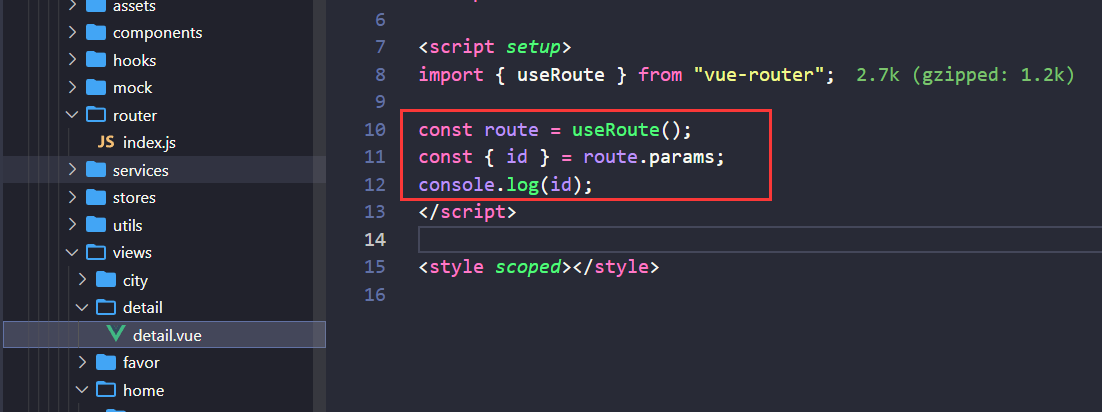 assets
components
hooks
mock
router
JS index.js
services
stores
utils
views
city
detail
detail.vue
favor
home
6
7 <script setup>
8 import { useRoute } from "vue-router"; 2.7k (gzipped: 1.2k)
9
10 const route = useRoute();
11 const { id } = route.params;
12 console.log(id);
13 </script>
14
15 <style scoped></style>
16